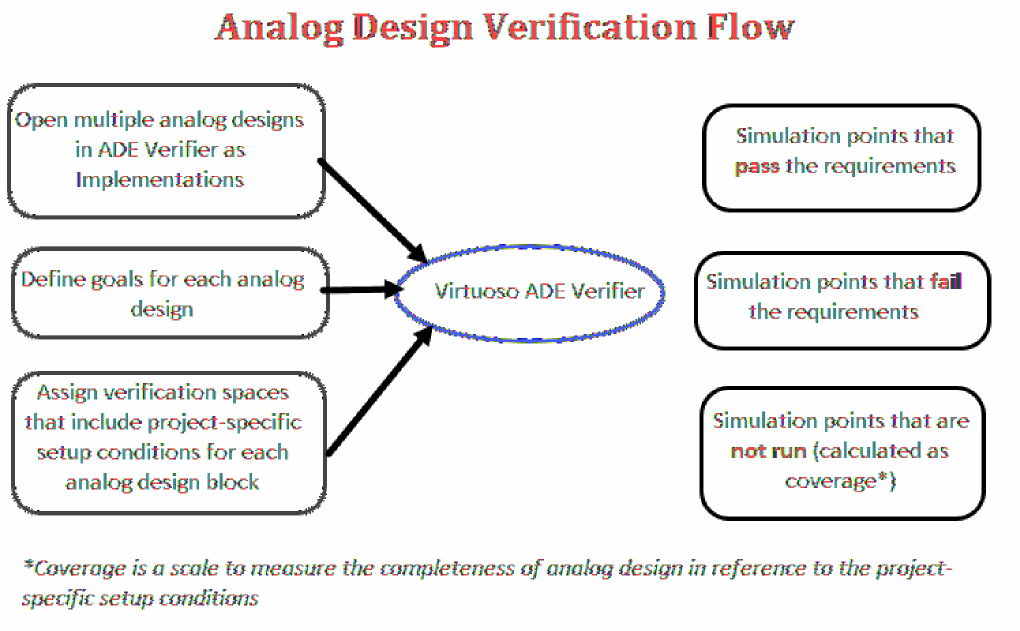 Analog Design Verification Flow
Open multiple analog designs
in ADE Verifier as
Implementations
Define goals for each analog
design
Assign verification spaces
that include project-specific
setup conditions for each
analog design block
Virtuoso ADE Verifier
Simulation points that
pass the requirements
Simulation points that fail
the requirements
Simulation points that are
not run (calculated as
coverage*)
*Coverage is a scale to measure the completeness of analog design in reference to the project-
specific setup conditions